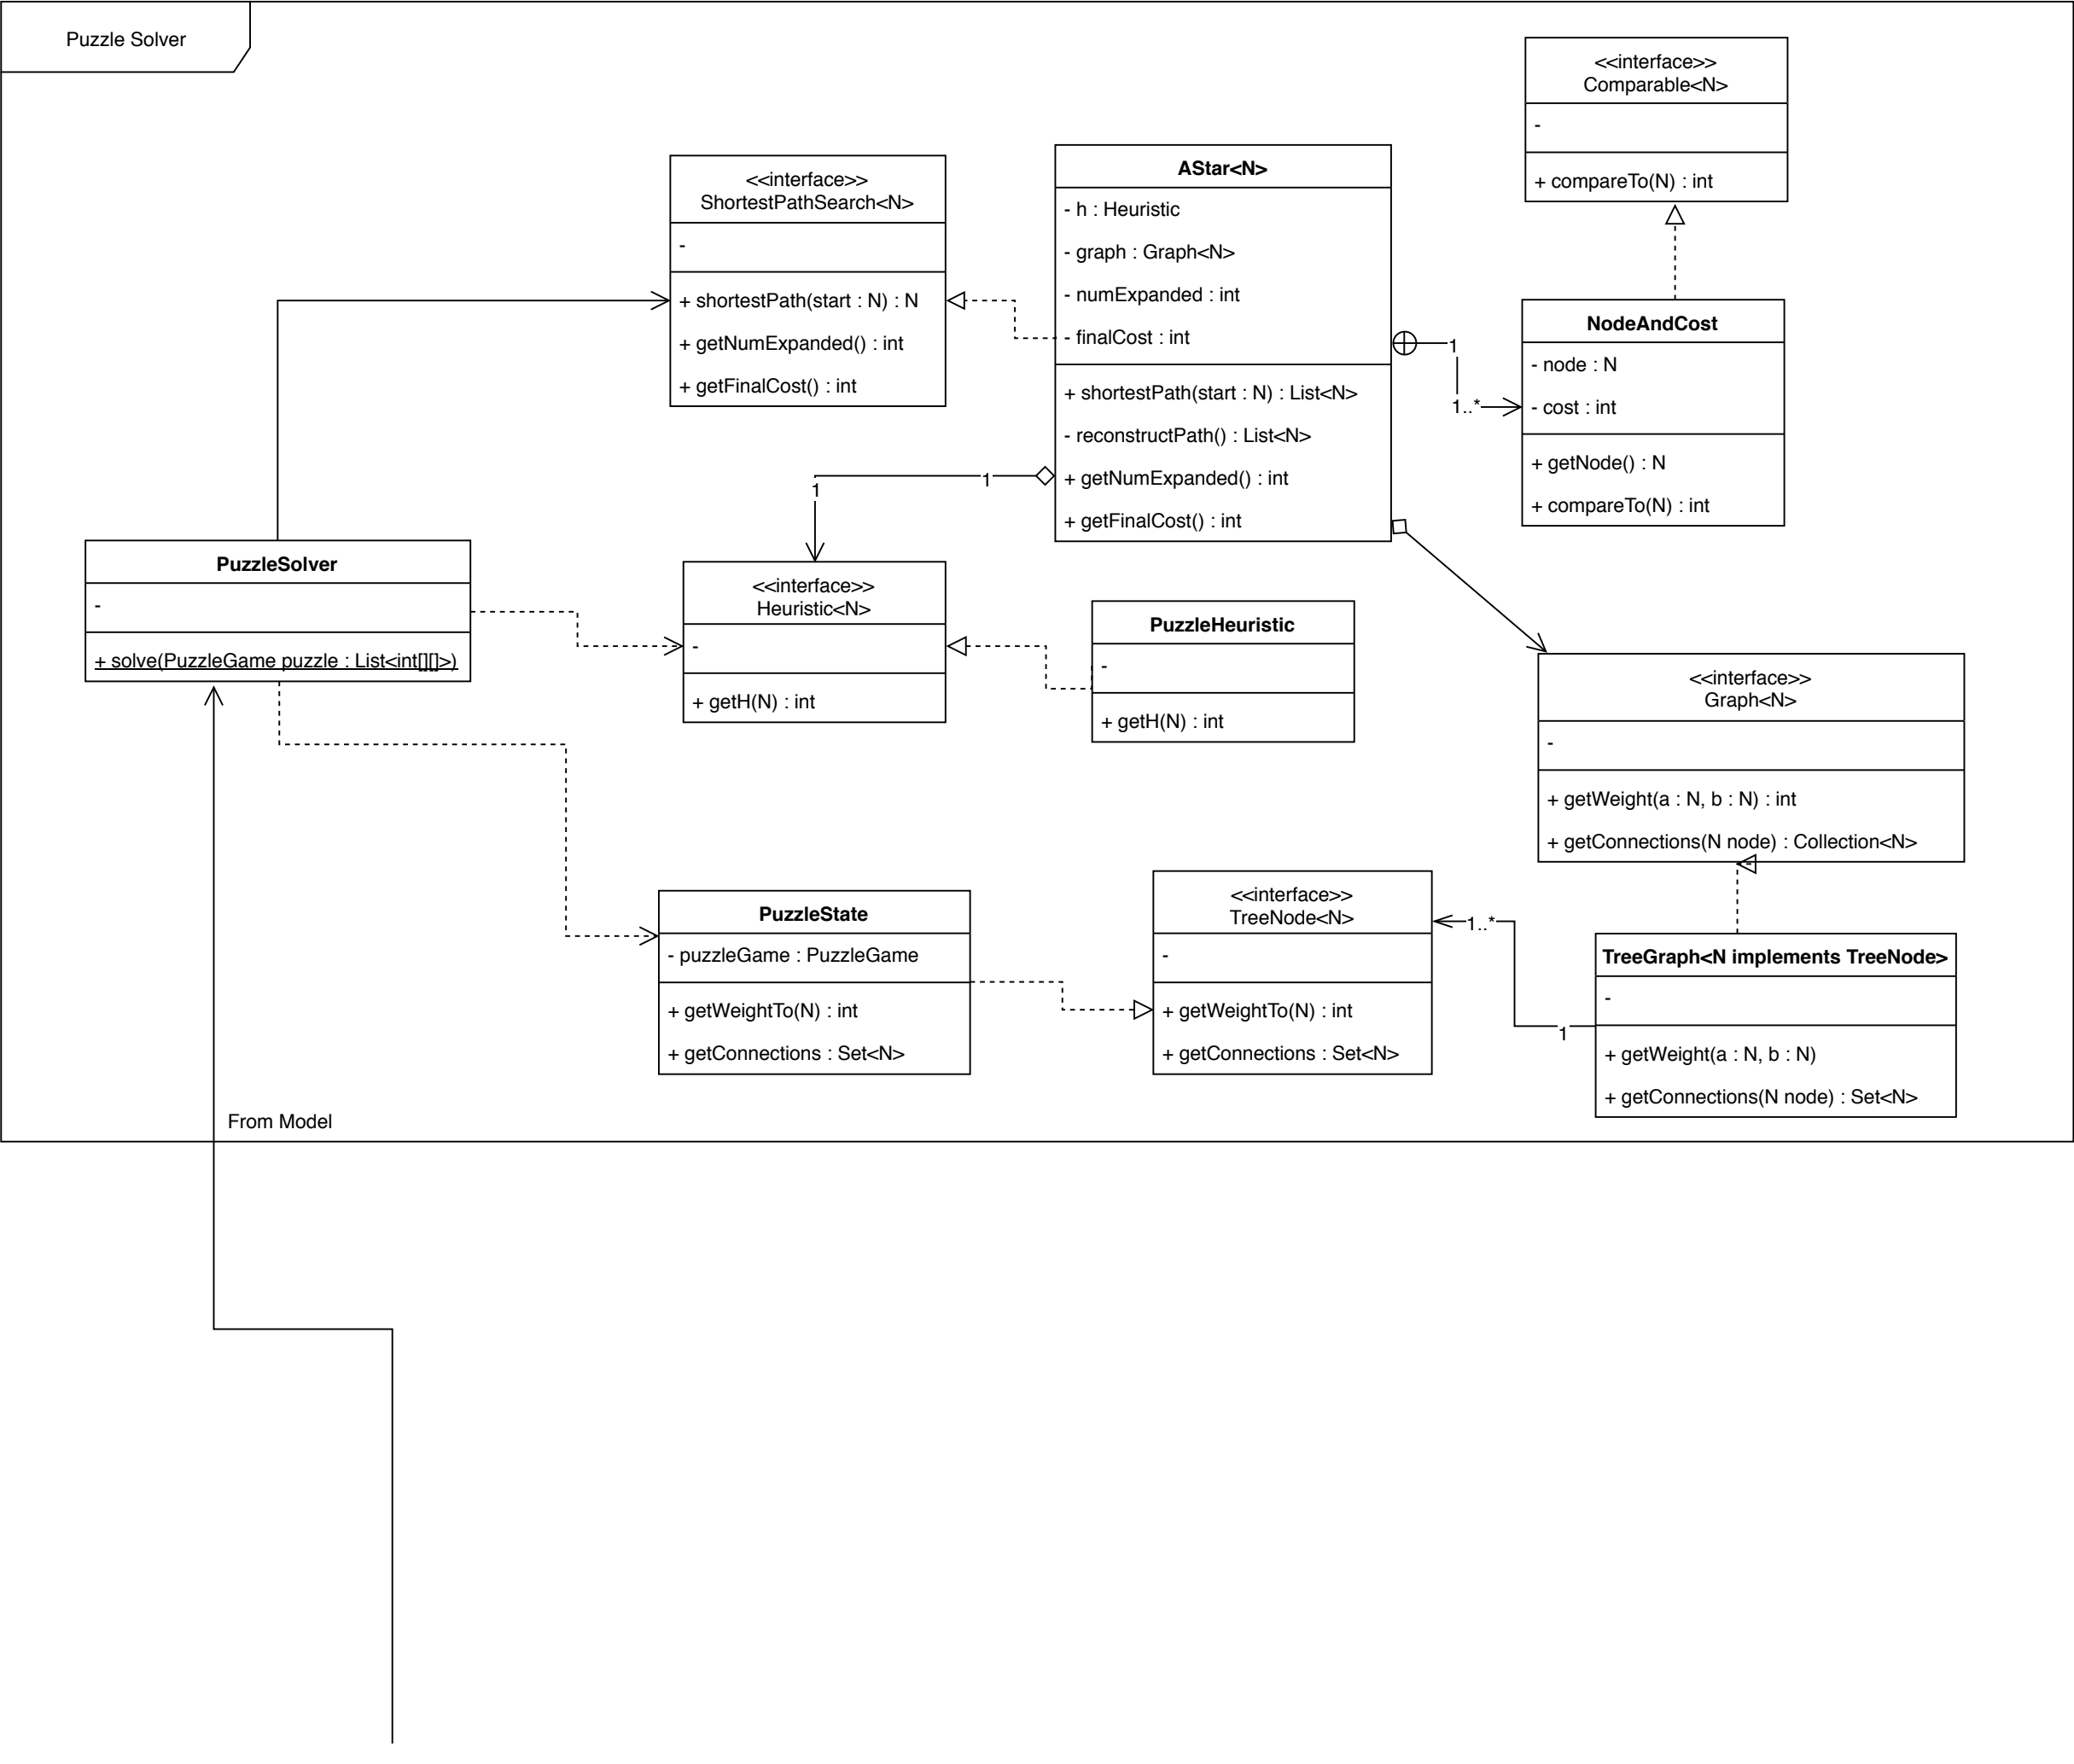 Puzzle Solver
<<interface>>
Comparable<N>
-
+ compareTo(N) : int
<<interface>>
ShortestPathSearch<N>
-
+ shortestPath(start : N) : N
+ getNumExpanded() : int
+ getFinalCost() : int
AStar<N>
- h : Heuristic
- graph : Graph<N>
- numExpanded : int
- finalCost : int
+ shortestPath(start : N) : List<N>
- reconstructPath() : List<N>
+ getNumExpanded() : int
+ getFinalCost() : int
1
1..*
NodeAndCost
- node : N
- cost : int
+ getNode() : N
+ compareTo(N) : int
1
1
PuzzleSolver
-
+ solve(PuzzleGame puzzle : List<int[][]>)
<<interface>>
Heuristic<N>
-
+ getH(N) : int
PuzzleHeuristic
-
+ getH(N) : int
<<interface>>
Graph<N>
-
+ getWeight(a : N, b : N) : int
+ getConnections(N node) : Collection<N>
PuzzleState
- puzzleGame : PuzzleGame
+ getWeightTo(N) : int
+ getConnections : Set<N>
<<interface>>
TreeNode<N>
-
+ getWeightTo(N) : int
+ getConnections : Set<N>
1..*
1
TreeGraph<N implements TreeNode>
-
+ getWeight(a : N, b : N)
+ getConnections(N node) : Set<N>
From Model